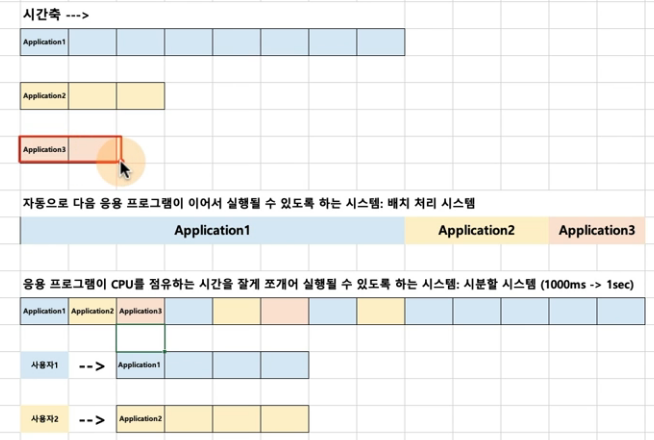 시간축 --->
Application1
Application2
Application3
자동으로 다음 응용 프로그램이 이어서 실행될 수 있도록 하는 시스템: 배치 처리 시스템
Application1 Application2 Application3
응용 프로그램이 CPU를 점유하는 시간을 잘게 쪼개어 실행될 수 있도록 하는 시스템: 시분할 시스템 (1000ms -> 1sec)
Application1 Application2 Application3
사용자1 --> Application1
사용자2 --> Application2